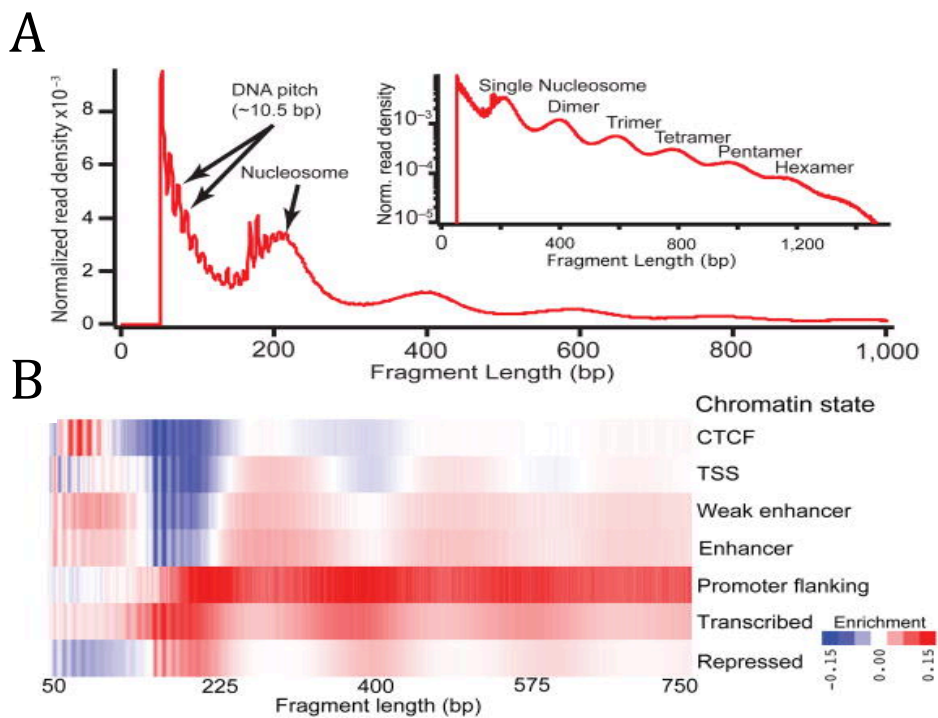 A
Normalized read density x10⁻³
8
6
4
2
0
DNA pitch
(~10.5 bp)
Nucleosome
0
200
400
600
800
1,000
Fragment Length (bp)
Norm. read density
10⁻³
10⁻⁴
10⁻⁵
Single Nucleosome
Dimer
Trimer
Tetramer
Pentamer
Hexamer
0
400
800
1,200
Fragment Length (bp)
B
Chromatin state
CTCF
TSS
Weak enhancer
Enhancer
Promoter flanking
Transcribed
Repressed
50
225
400
575
750
Fragment length (bp)
Enrichment
-0.15
0.00
0.15